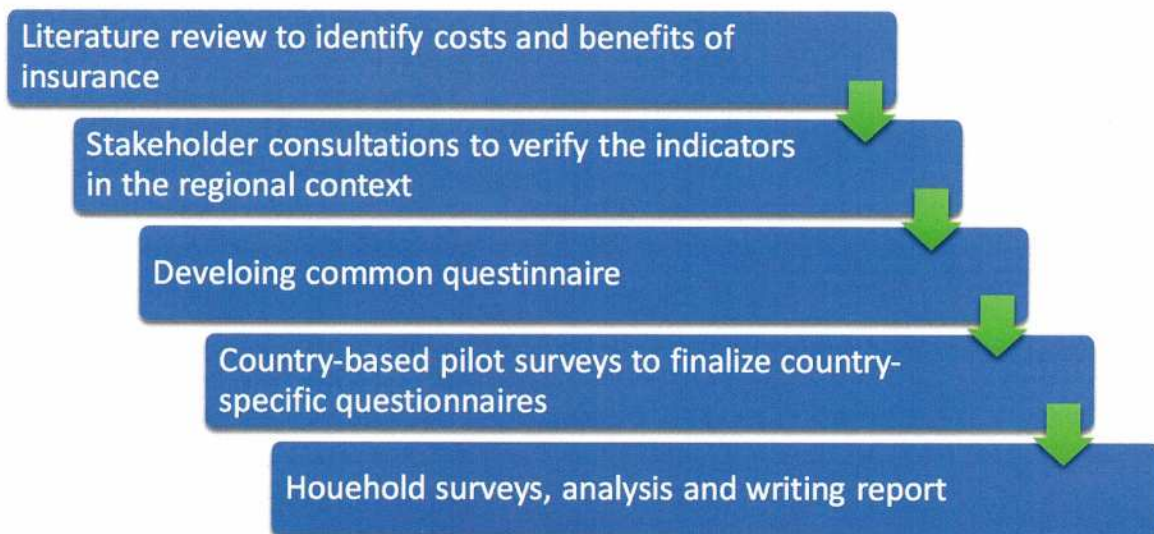 Literature review to identify costs and benefits of
insurance
Stakeholder consultations to verify the indicators
in the regional context
Develoing common questinnaire
Country-based pilot surveys to finalize country-
specific questionnaires
Houehold surveys, analysis and writing report